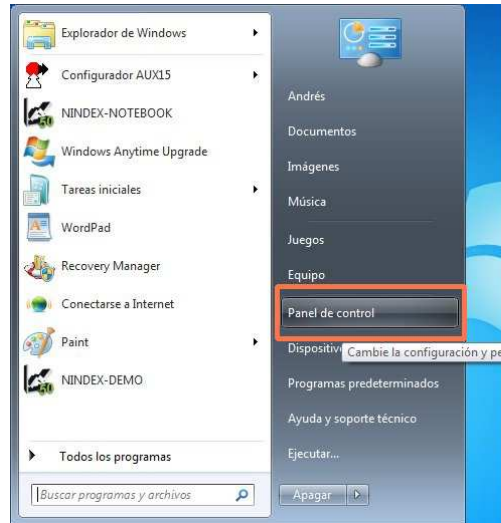 Explorador de Windows
Configurador AUX15
NINDEX-NOTEBOOK
Windows Anytime Upgrade
Tareas iniciales
WordPad
Recovery Manager
Conectarse a Internet
Paint
NINDEX-DEMO
Todos los programas
Buscar programas y archivos
Andrés
Documentos
Imágenes
Música
Juegos
Equipo
Panel de control
Cambie la configuración y pe
Dispositiv
Programas predeterminados
Ayuda y soporte técnico
Ejecutar...
Apagar